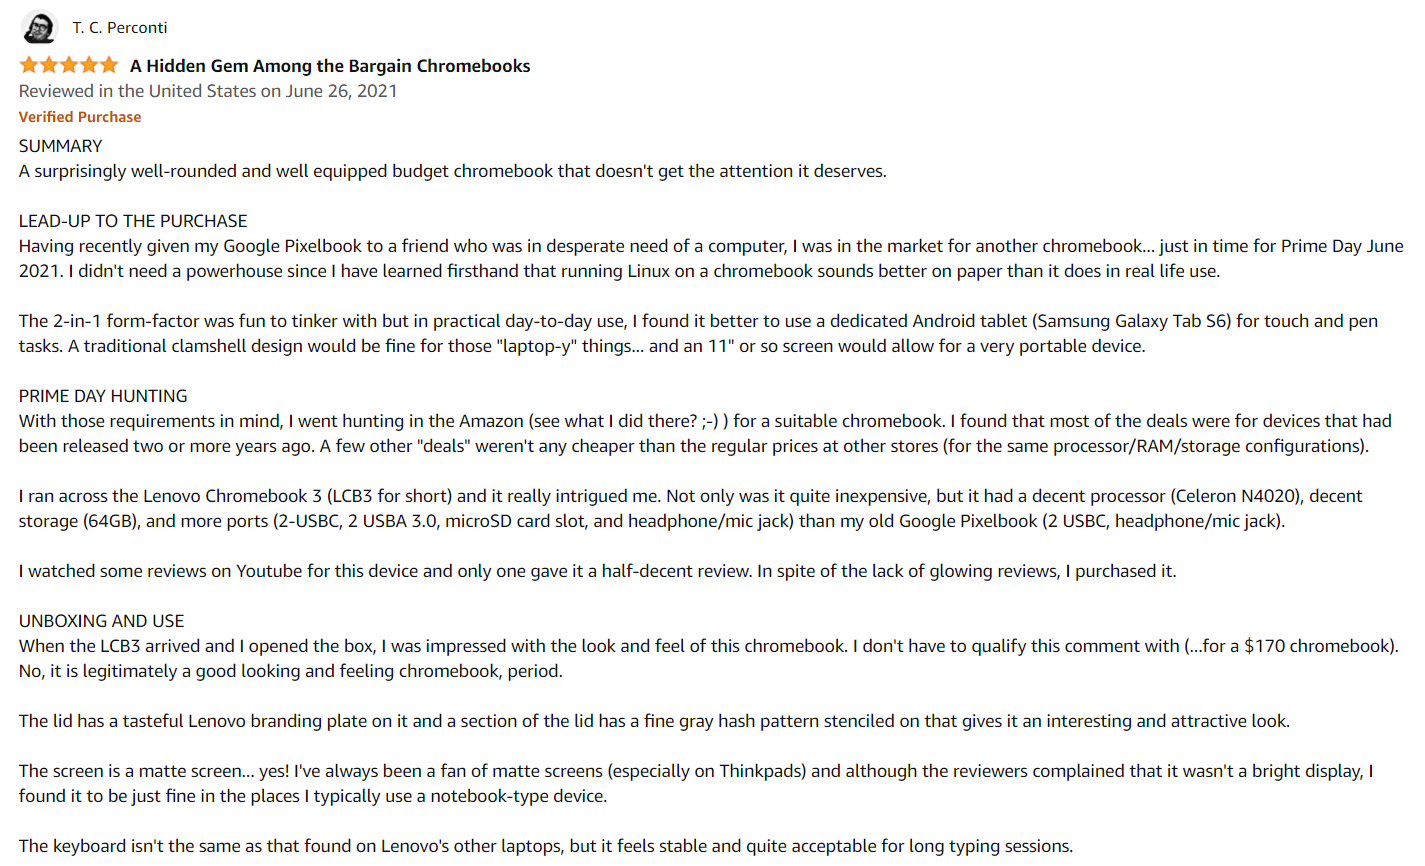 T. C. Perconti
A Hidden Gem Among the Bargain Chromebooks
Reviewed in the United States on June 26, 2021
Verified Purchase
SUMMARY
A surprisingly well-rounded and well equipped budget chromebook that doesn't get the attention it deserves.
LEAD-UP TO THE PURCHASE
Having recently given my Google Pixelbook to a friend who was in desperate need of a computer, I was in the market for another chromebook... just in time for Prime Day June
2021. I didn't need a powerhouse since I have learned firsthand that running Linux on a chromebook sounds better on paper than it does in real life use.
The 2-in-1 form-factor was fun to tinker with but in practical day-to-day use, I found it better to use a dedicated Android tablet (Samsung Galaxy Tab S6) for touch and pen
tasks. A traditional clamshell design would be fine for those "laptop-y" things... and an 11" or so screen would allow for a very portable device.
PRIME DAY HUNTING
With those requirements in mind, I went hunting in the Amazon (see what I did there? ;-) ) for a suitable chromebook. I found that most of the deals were for devices that had
been released two or more years ago. A few other "deals" weren't any cheaper than the regular prices at other stores (for the same processor/RAM/storage configurations).
I ran across the Lenovo Chromebook 3 (LCB3 for short) and it really intrigued me. Not only was it quite inexpensive, but it had a decent processor (Celeron N4020), decent
storage (64GB), and more ports (2-USBC, 2 USBA 3.0, microSD card slot, and headphone/mic jack) than my old Google Pixelbook (2 USBC, headphone/mic jack).
I watched some reviews on Youtube for this device and only one gave it a half-decent review. In spite of the lack of glowing reviews, I purchased it.
UNBOXING AND USE
When the LCB3 arrived and I opened the box, I was impressed with the look and feel of this chromebook. I don't have to qualify this comment with (...for a $170 chromebook).
No, it is legitimately a good looking and feeling chromebook, period.
The lid has a tasteful Lenovo branding plate on it and a section of the lid has a fine gray hash pattern stenciled on that gives it an interesting and attractive look.
The screen is a matte screen... yes! I've always been a fan of matte screens (especially on Thinkpads) and although the reviewers complained that it wasn't a bright display, I
found it to be just fine in the places I typically use a notebook-type device.
The keyboard isn't the same as that found on Lenovo's other laptops, but it feels stable and quite acceptable for long typing sessions.